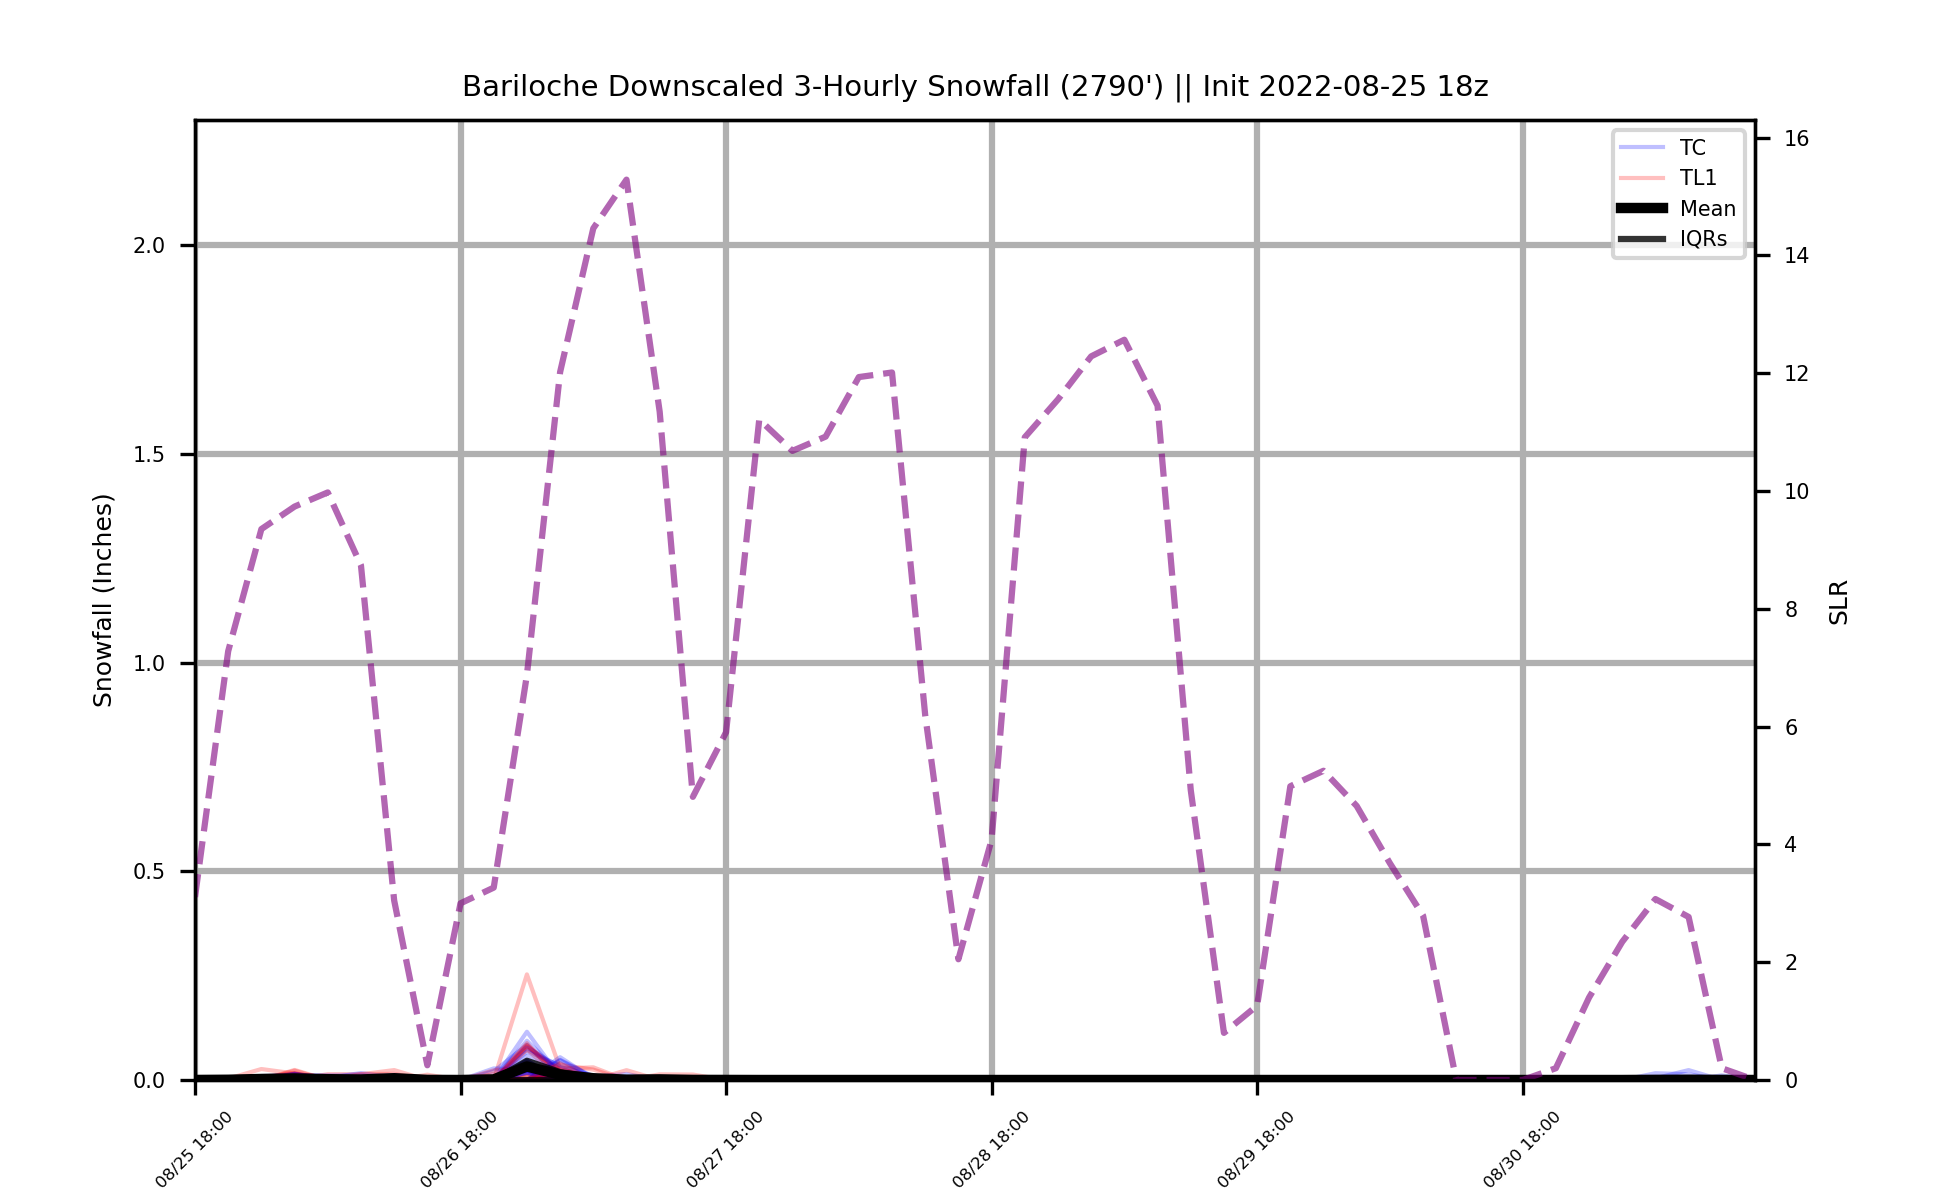 Bariloche Downscaled 3-Hourly Snowfall (2790') || Init 2022-08-25 18z
TC
TL1
Mean
IQRs
Snowfall (Inches)
2.0
1.5
1.0
0.5
0.0
16
14
12
10
8
6
4
2
0
SLR
08/25 18:00
08/26 18:00
08/27 18:00
08/28 18:00
08/29 18:00
08/30 18:00